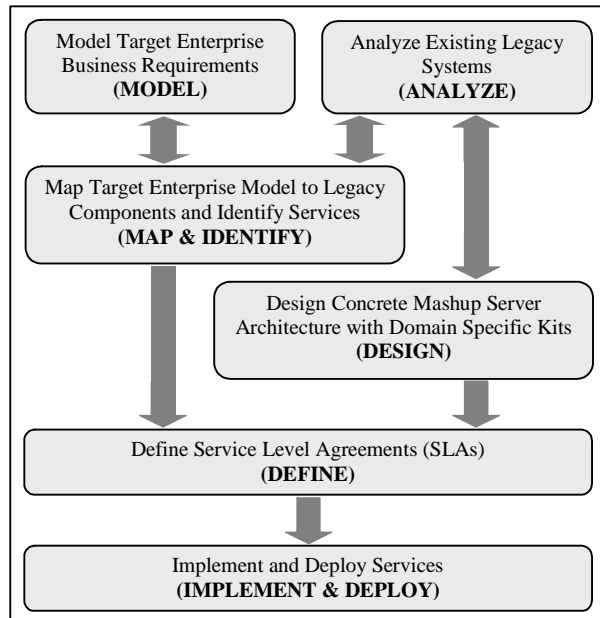 Model Target Enterprise
Business Requirements
(MODEL)
Analyze Existing Legacy
Systems
(ANALYZE)
Map Target Enterprise Model to Legacy
Components and Identify Services
(MAP & IDENTIFY)
Design Concrete Mashup Server
Architecture with Domain Specific Kits
(DESIGN)
Define Service Level Agreements (SLAs)
(DEFINE)
Implement and Deploy Services
(IMPLEMENT & DEPLOY)